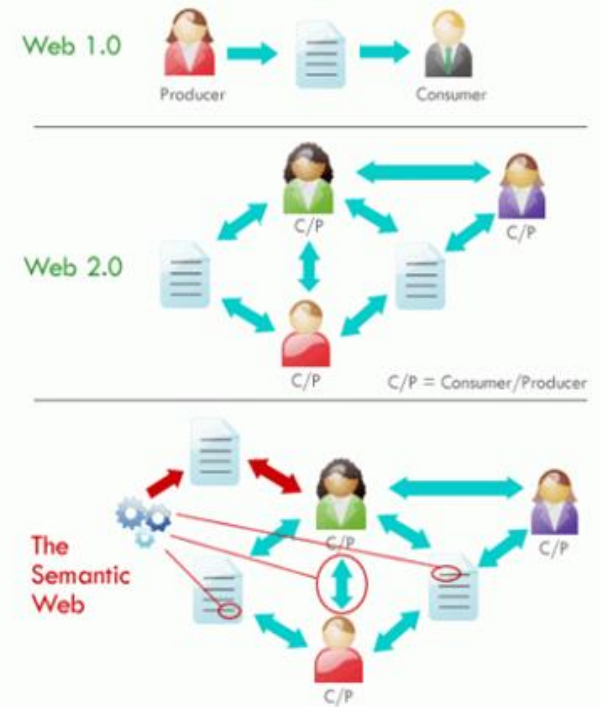 Web 1.0
Producer
Consumer
C/P
C/P
Web 2.0
C/P
C/P = Consumer/Producer
C/P
C/P
The
Semantic
Web
C/P